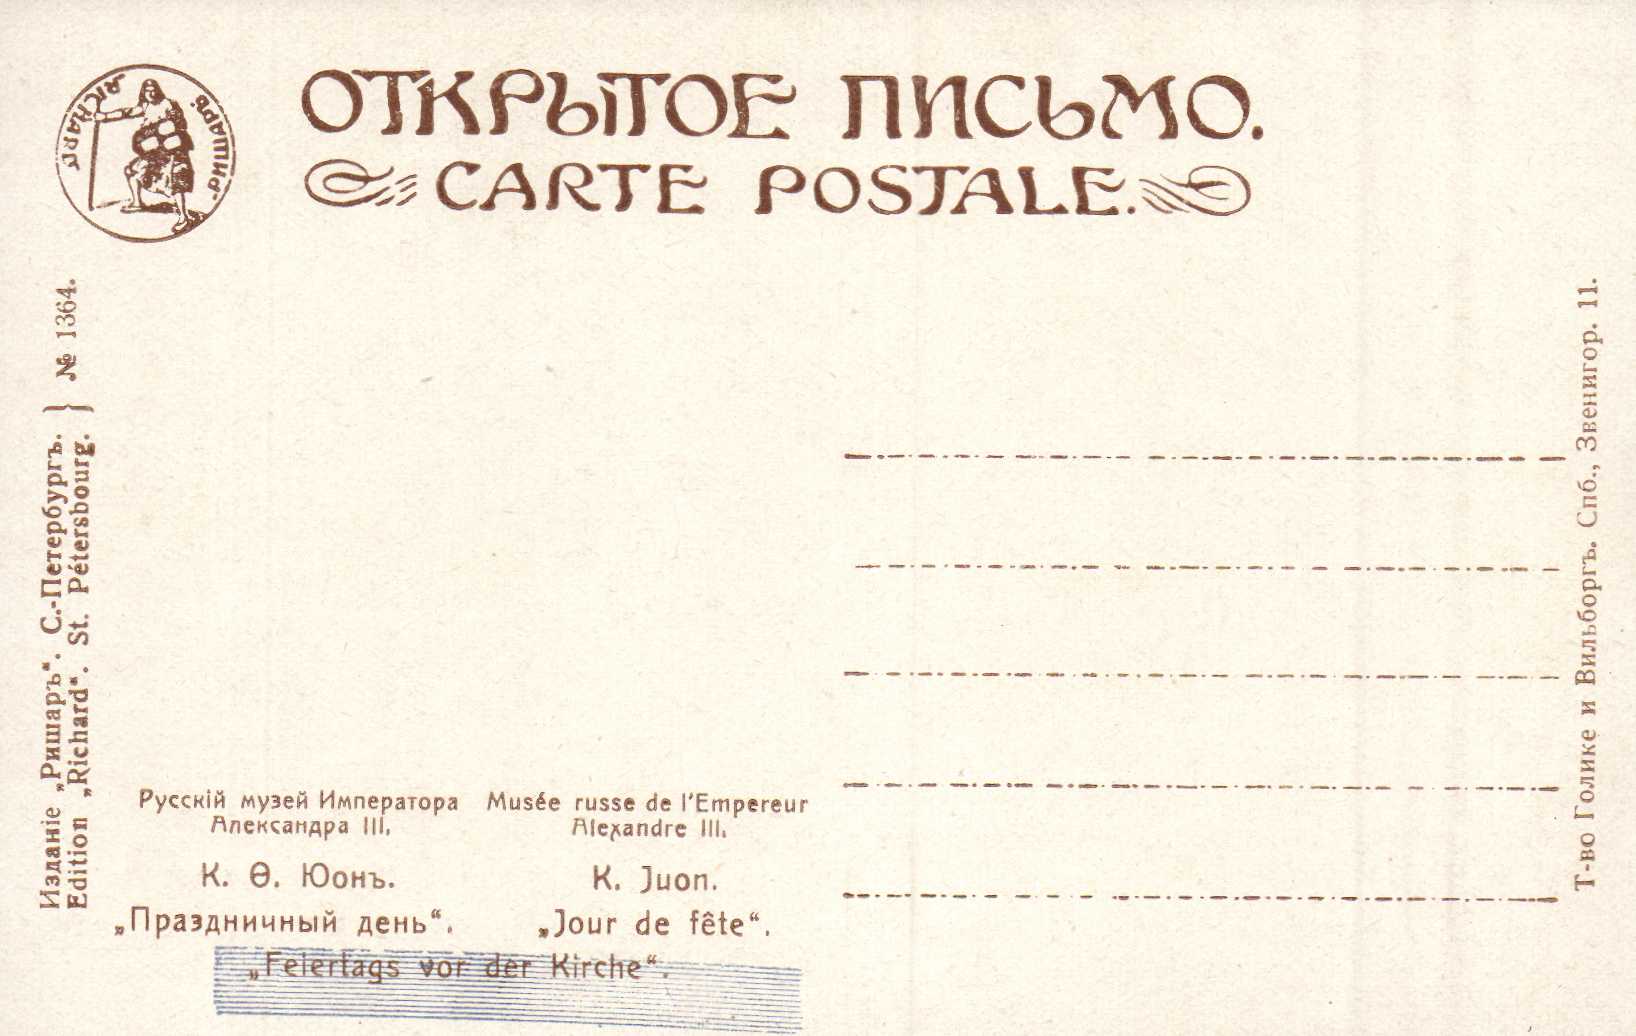 „RICHARD“
„РИШАРЪ“
ОТКРЫТОЕ ПИСЬМО.
CARTE POSTALE.
Изданіе „Ришаръ“. С.-Петербургъ.
Edition „Richard“. St. Pétersbourg.
} № 1364.
Русскій музей Императора
Александра III.
К. Ѳ. Юонъ.
„Праздничный день“.
Musée russe de l'Empereur
Alexandre III.
K. Juon.
„Jour de fête“.
„Feiertags vor der Kirche“.
Т-во Голике и Вильборгъ. Спб., Звенигор. 11.